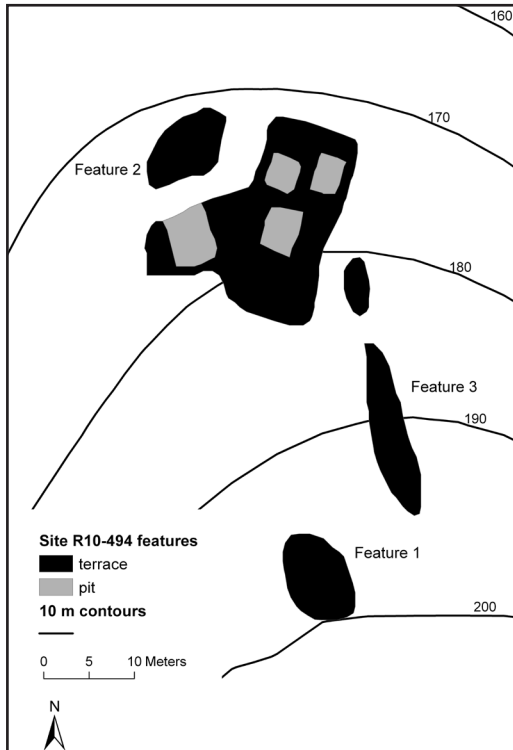 160
170
Feature 2
180
Feature 3
190
Site R10-494 features
terrace
pit
10 m contours
Feature 1
200
0 5 10 Meters
N